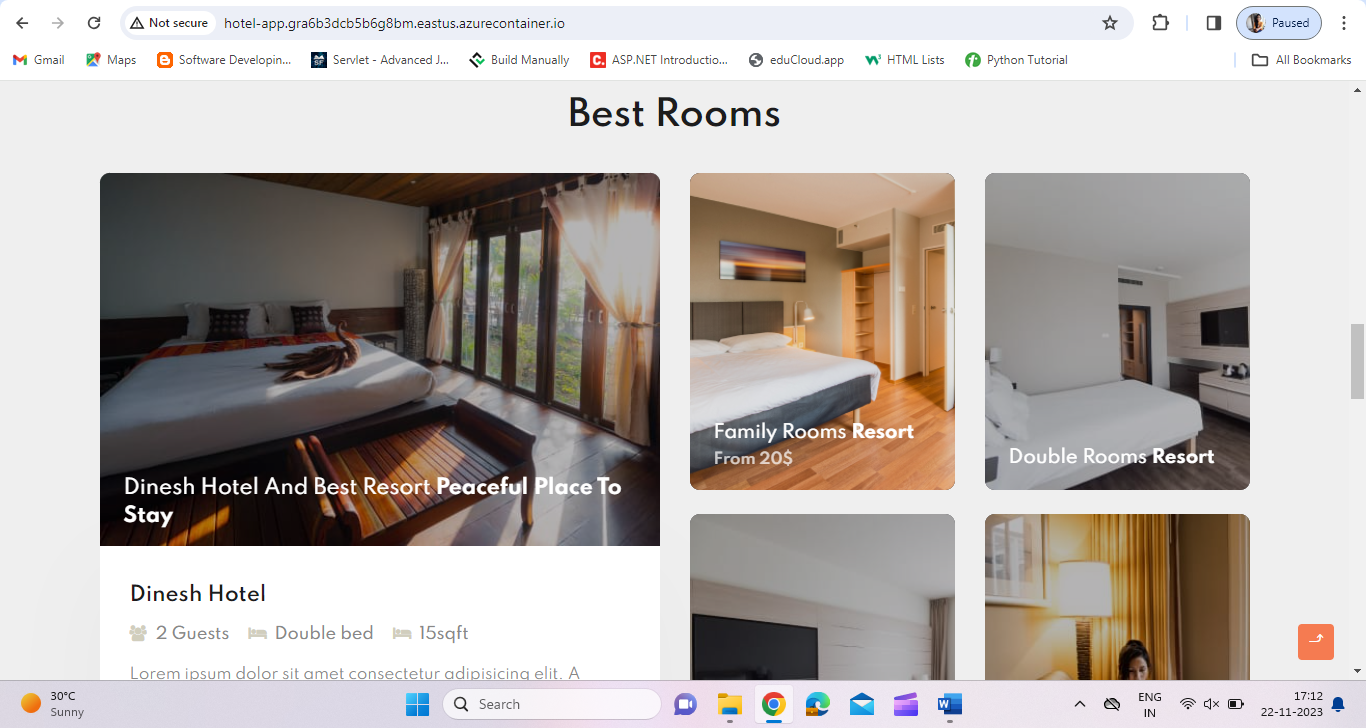 Not secure
hotel-app.gra6b3dcb5b6g8bm.eastus.azurecontainer.io
Paused
Gmail
Maps
Software Developin...
Servlet - Advanced J...
Build Manually
ASP.NET Introductio...
eduCloud.app
HTML Lists
Python Tutorial
All Bookmarks
Best Rooms
Dinesh Hotel And Best Resort Peaceful Place To
Stay
Family Rooms Resort
From 20$
Double Rooms Resort
Dinesh Hotel
2 Guests
Double bed
15sqft
Lorem ipsum dolor sit amet consectetur adipisicing elit. A
30°C
Sunny
Search
ENG
IN
17:12
22-11-2023